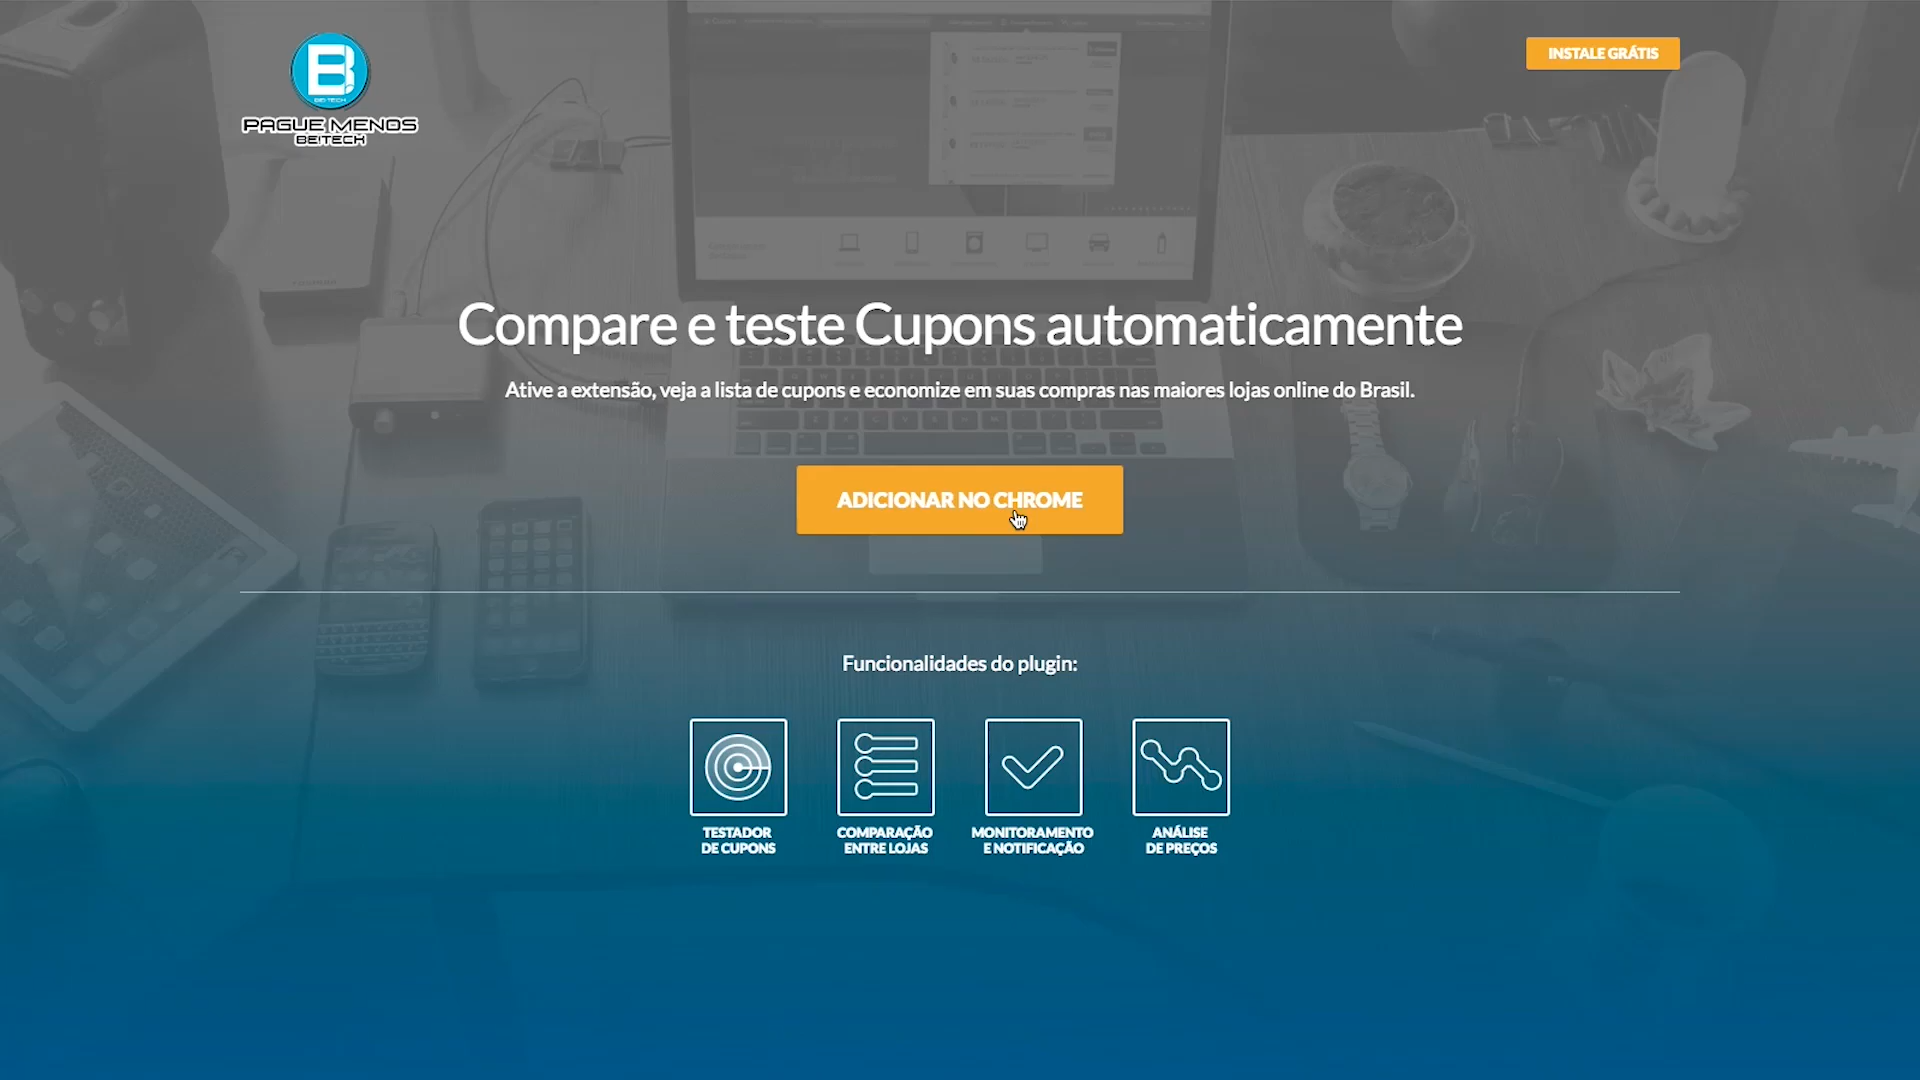 B
BEITECH
PAGUE MENOS
BEITECH
INSTALE GRÁTIS
Compare e teste Cupons automaticamente
Ative a extensão, veja a lista de cupons e economize em suas compras nas maiores lojas online do Brasil.
ADICIONAR NO CHROME
Funcionalidades do plugin:
TESTADOR
DE CUPONS
COMPARAÇÃO
ENTRE LOJAS
MONITORAMENTO
E NOTIFICAÇÃO
ANÁLISE
DE PREÇOS